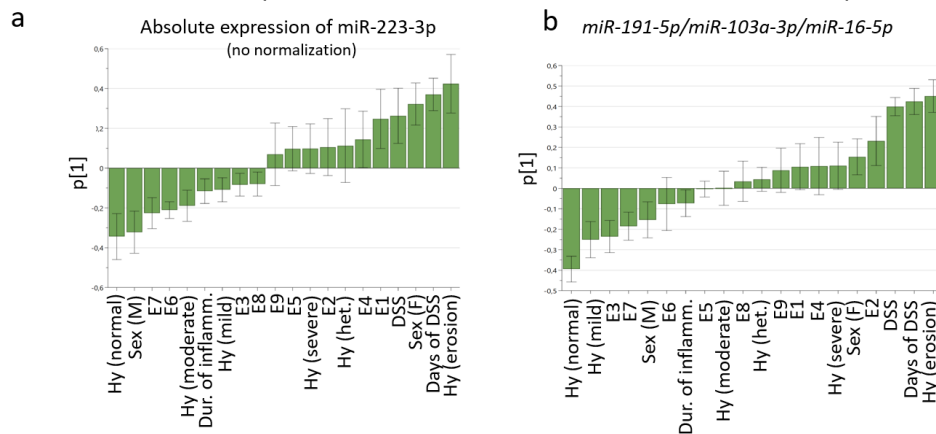 a
Absolute expression of miR-223-3p
(no normalization)
p[1]
0,6
0,4
1,2
0
-0,2
-0,4
-0,6
Hy (normal)
Sex (M)
E7
E6
Hy (moderate)
Dur. of inflamm.
Hy (mild)
E3
E8
E9
E5
Hy (severe)
E2
Hy (het.)
E4
E1
DSS
Sex (F)
Days of DSS
Hy (erosion)
b
miR-191-5p/miR-103a-3p/miR-16-5p
p[1]
0,6
0,5
0,4
0,3
0,2
0,1
0
-0,1
-0,2
-0,3
-0,4
-0,5
Hy (normal)
Hy (mild)
E3
E7
Sex (M)
E6
Dur. of inflamm.
E5
Hy (moderate)
E8
Hy (het.)
E9
E1
E4
Hy (severe)
Sex (F)
E2
DSS
Days of DSS
Hy (erosion)